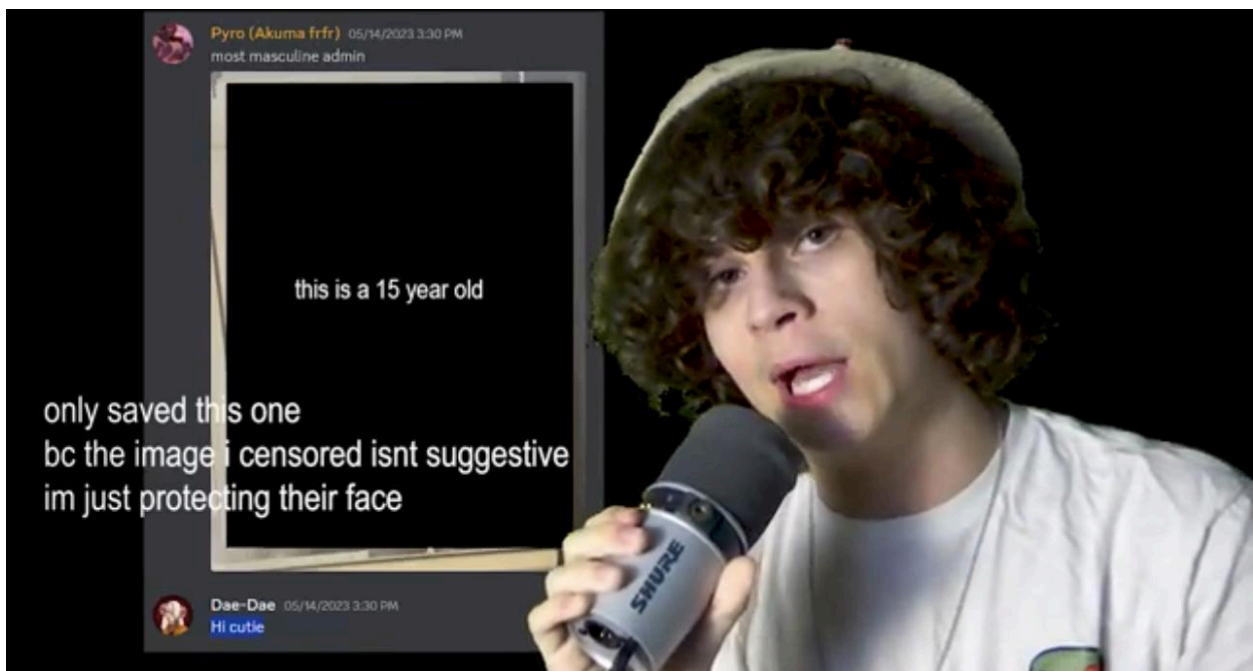 Pyro (Akuma frfr) 05/14/2023 3:30 PM
most masculine admin
this is a 15 year old
only saved this one
bc the image i censored isnt suggestive
im just protecting their face
SHURE
Dae-Dae 05/14/2023 3:30 PM
Hi cutie